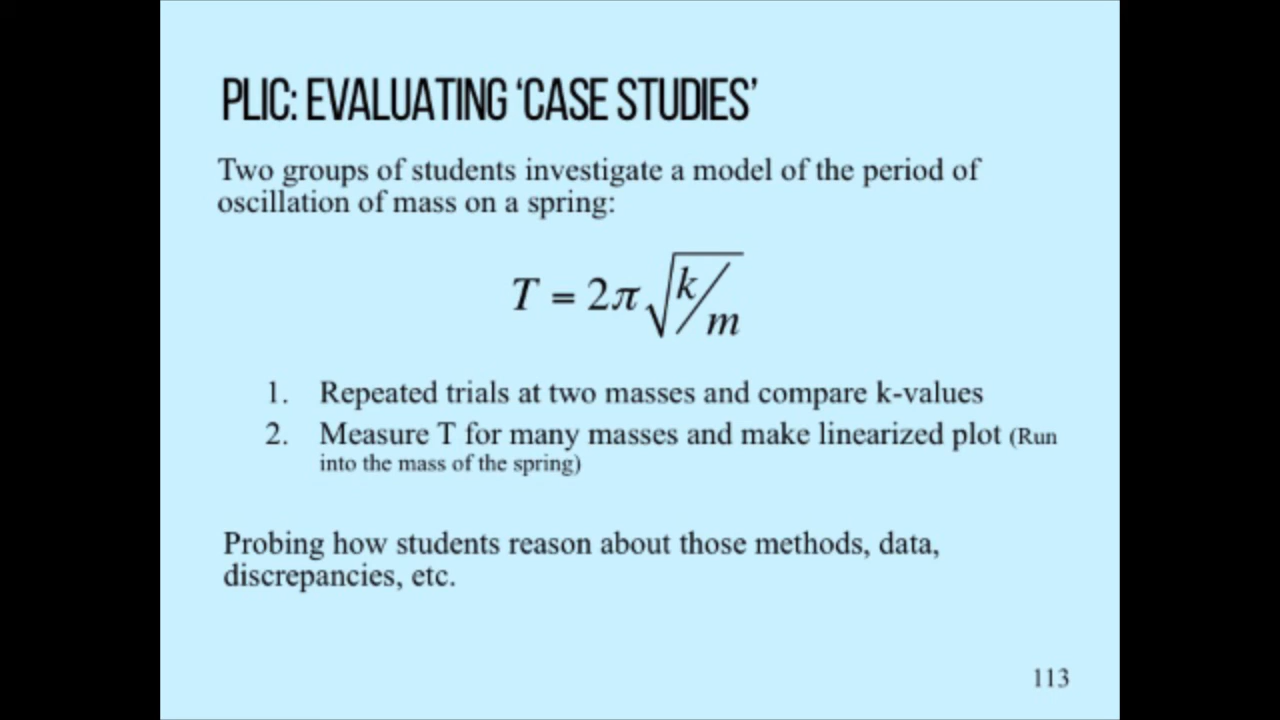 PLIC: EVALUATING ‘CASE STUDIES’
Two groups of students investigate a model of the period of
oscillation of mass on a spring:
T = 2π√k/m
1. Repeated trials at two masses and compare k-values
2. Measure T for many masses and make linearized plot (Run
into the mass of the spring)
Probing how students reason about those methods, data,
discrepancies, etc.
113